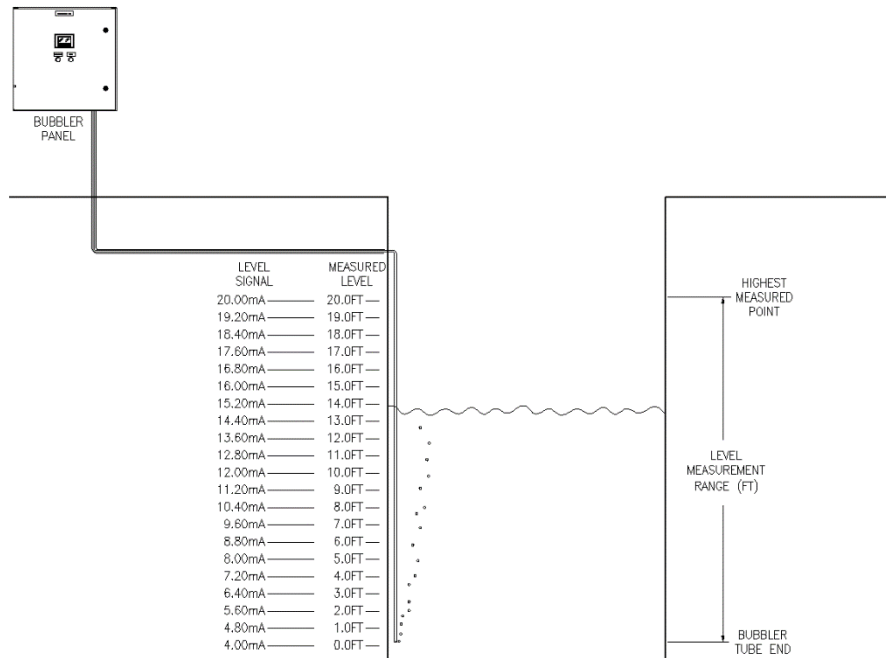 BUBBLER
PANEL
LEVEL
SIGNAL
MEASURED
LEVEL
20.00mA 20.0FT
19.20mA 19.0FT
18.40mA 18.0FT
17.60mA 17.0FT
16.80mA 16.0FT
16.00mA 15.0FT
15.20mA 14.0FT
14.40mA 13.0FT
13.60mA 12.0FT
12.80mA 11.0FT
12.00mA 10.0FT
11.20mA 9.0FT
10.40mA 8.0FT
9.60mA 7.0FT
8.80mA 6.0FT
8.00mA 5.0FT
7.20mA 4.0FT
6.40mA 3.0FT
5.60mA 2.0FT
4.80mA 1.0FT
4.00mA 0.0FT
HIGHEST
MEASURED
POINT
LEVEL
MEASUREMENT
RANGE (FT)
BUBBLER
TUBE END